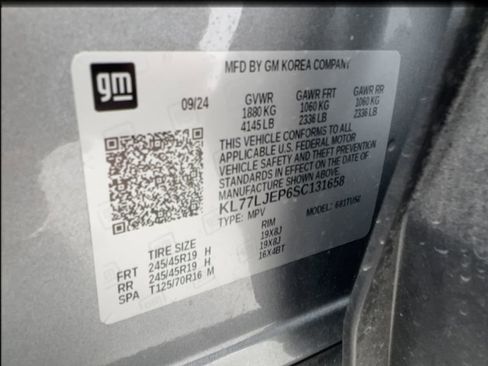 gm
MFD BY GM KOREA COMPANY
09/24
GVWR GAWR FRT GAWR RR
1880 KG 1060 KG 1060 KG
4145 LB 2336 LB 2336 LB
THIS VEHICLE CONFORMS TO ALL
APPLICABLE U.S. FEDERAL MOTOR
VEHICLE SAFETY AND THEFT PREVENTION
STANDARDS IN EFFECT ON THE DATE OF
MANUFACTURE SHOWN ABOVE.
KL77LJEP6SC131658
TYPE: MPV MODEL:
TIRE SIZE RIM
FRT 245/45R19 H 19X8J
RR 245/45R19 H 19X8J
SPA T125/70R16 M 16X4BT